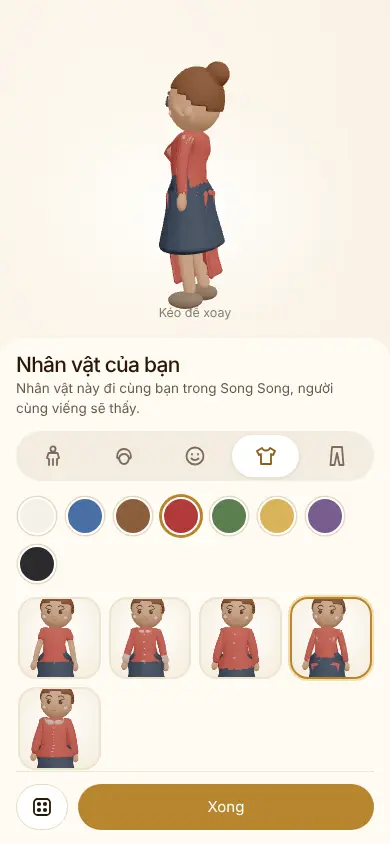 Kéo để xoay
Nhân vật của bạn
Nhân vật này đi cùng bạn trong Song Song, người
cùng viếng sẽ thấy.
Xong